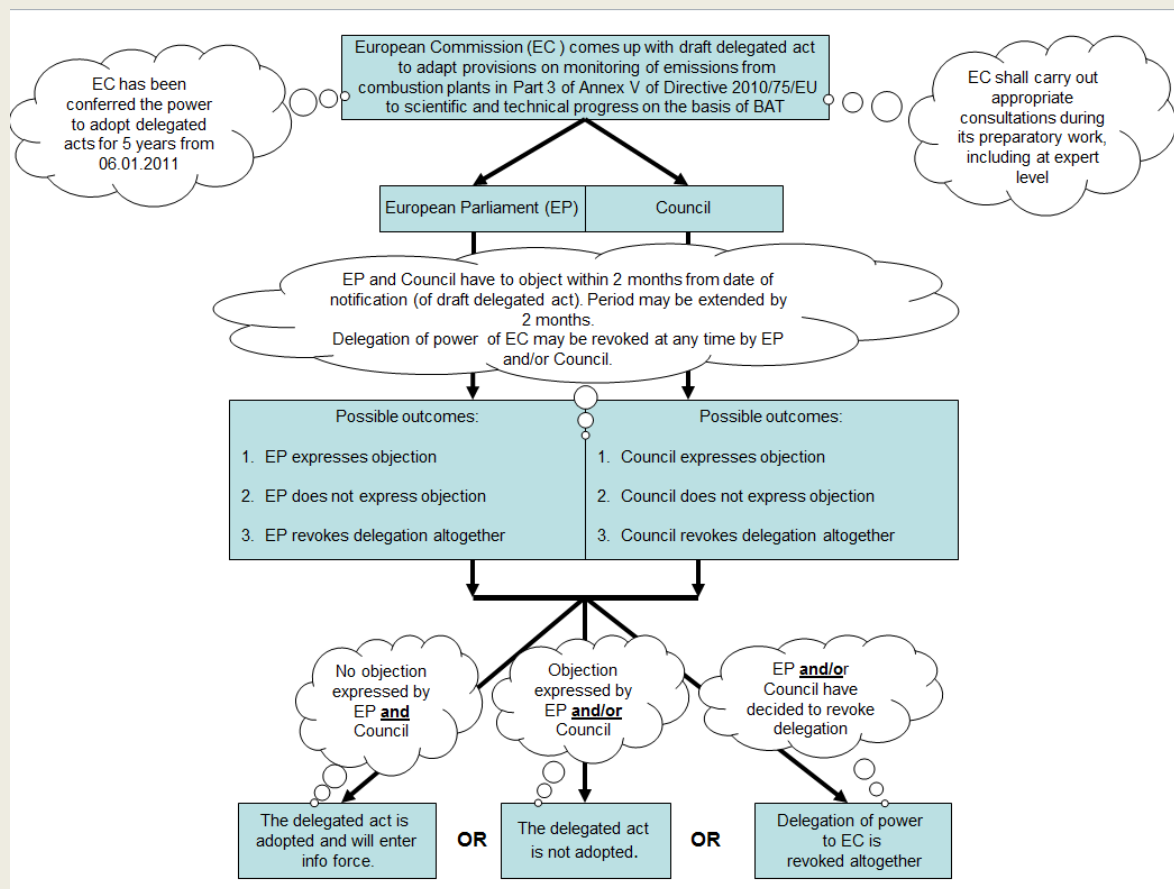 European Commission (EC ) comes up with draft delegated act
to adapt provisions on monitoring of emissions from
combustion plants in Part 3 of Annex V of Directive 2010/75/EU
to scientific and technical progress on the basis of BAT
EC has been
conferred the power
to adopt delegated
acts for 5 years from
06.01.2011
EC shall carry out
appropriate
consultations during
its preparatory work,
including at expert
level
European Parliament (EP)
Council
EP and Council have to object within 2 months from date of
notification (of draft delegated act). Period may be extended by
2 months.
Delegation of power of EC may be revoked at any time by EP
and/or Council.
Possible outcomes:
1. EP expresses objection
2. EP does not express objection
3. EP revokes delegation altogether
Possible outcomes:
1. Council expresses objection
2. Council does not express objection
3. Council revokes delegation altogether
No objection
expressed by
EP and
Council
Objection
expressed by
EP and/or
Council
EP and/or
Council have
decided to revoke
delegation
The delegated act is
adopted and will enter
info force.
OR
The delegated act
is not adopted.
OR
Delegation of power
to EC is
revoked altogether